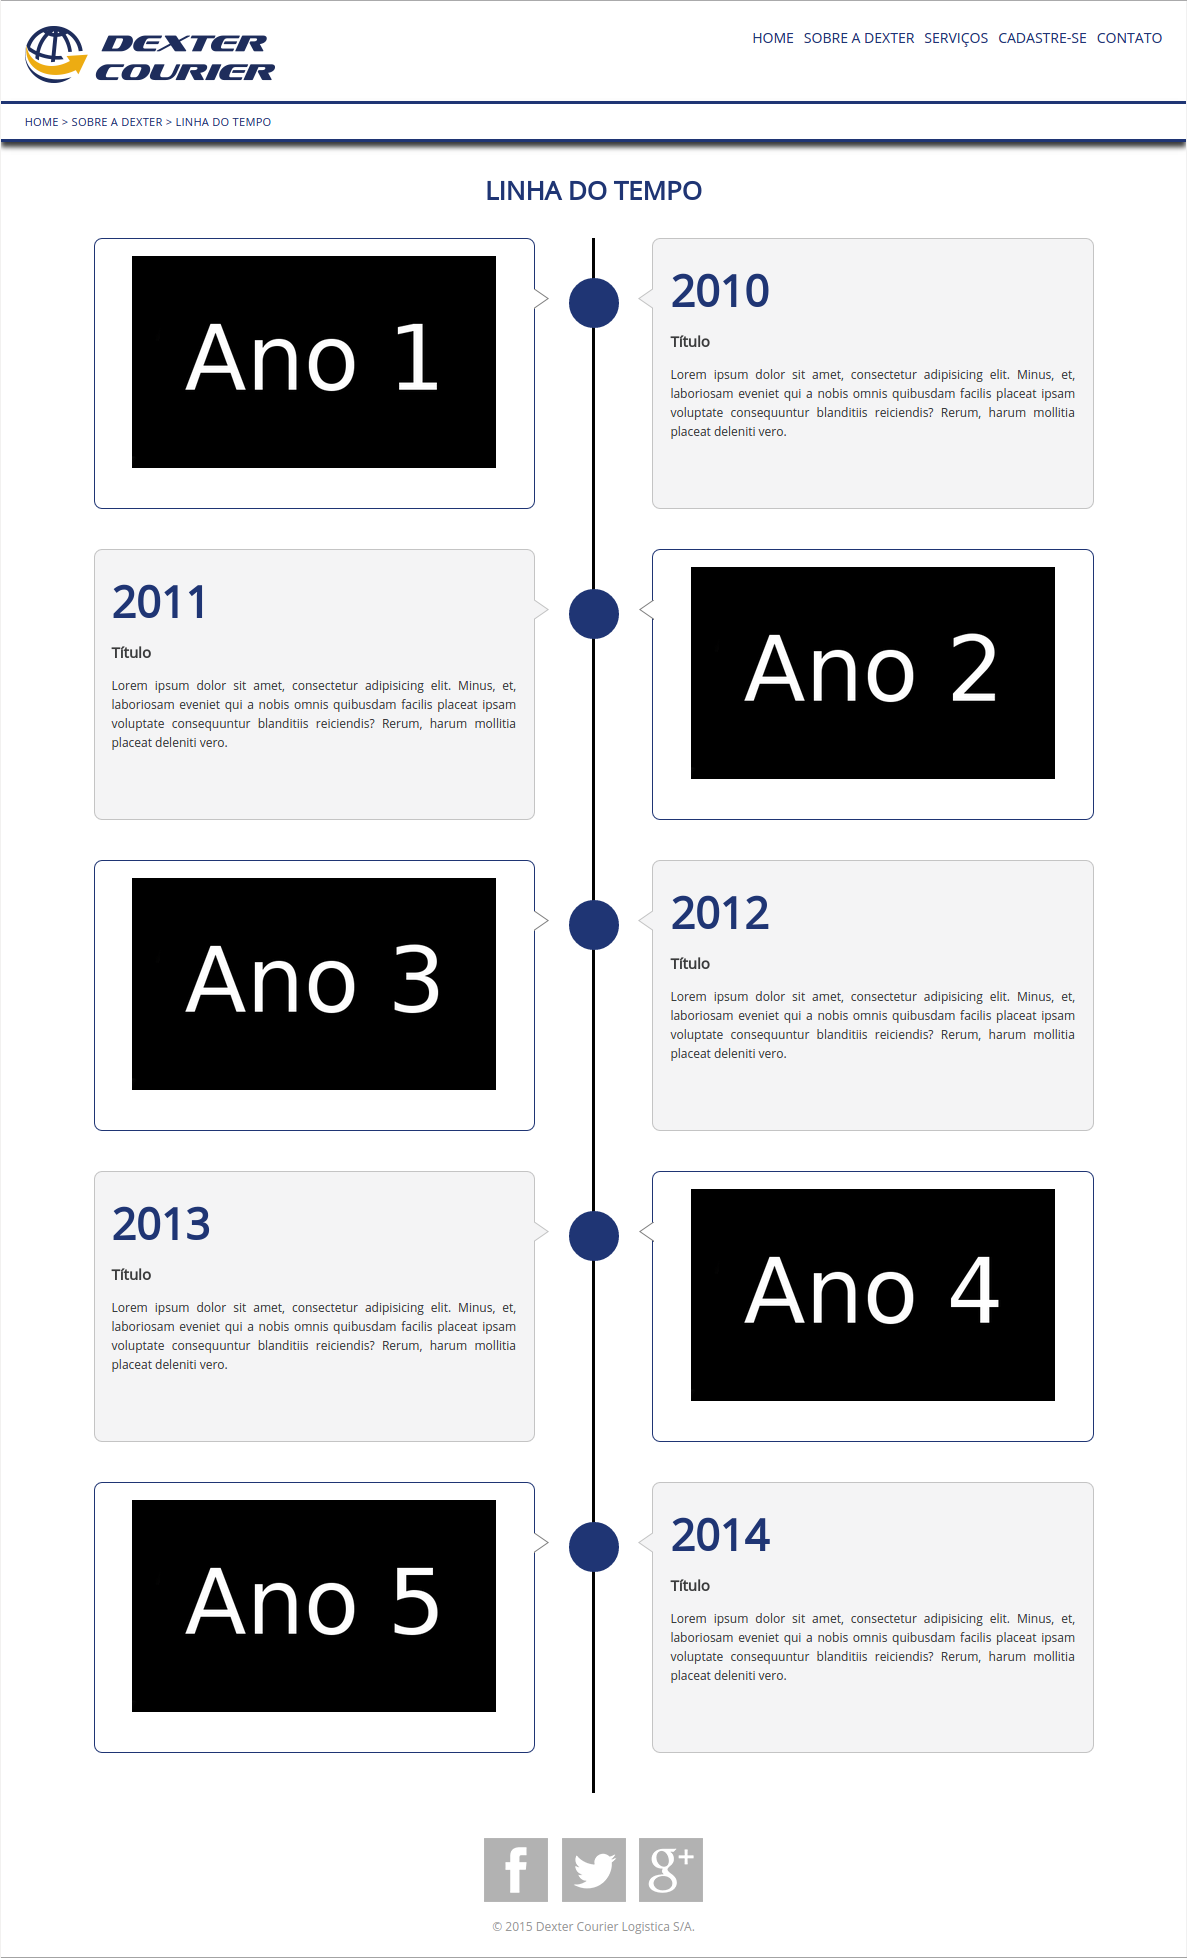 DEXTER
COURIER
HOME SOBRE A DEXTER SERVIÇOS CADASTRE-SE CONTATO
HOME > SOBRE A DEXTER > LINHA DO TEMPO
LINHA DO TEMPO
Ano 1
2010
Título
Lorem ipsum dolor sit amet, consectetur adipisicing elit. Minus, et,
laboriosam eveniet qui a nobis omnis quibusdam facilis placeat ipsam
voluptate consequuntur blanditiis reiciendis? Rerum, harum mollitia
placeat deleniti vero.
2011
Título
Lorem ipsum dolor sit amet, consectetur adipisicing elit. Minus, et,
laboriosam eveniet qui a nobis omnis quibusdam facilis placeat ipsam
voluptate consequuntur blanditiis reiciendis? Rerum, harum mollitia
placeat deleniti vero.
Ano 2
Ano 3
2012
Título
Lorem ipsum dolor sit amet, consectetur adipisicing elit. Minus, et,
laboriosam eveniet qui a nobis omnis quibusdam facilis placeat ipsam
voluptate consequuntur blanditiis reiciendis? Rerum, harum mollitia
placeat deleniti vero.
2013
Título
Lorem ipsum dolor sit amet, consectetur adipisicing elit. Minus, et,
laboriosam eveniet qui a nobis omnis quibusdam facilis placeat ipsam
voluptate consequuntur blanditiis reiciendis? Rerum, harum mollitia
placeat deleniti vero.
Ano 4
Ano 5
2014
Título
Lorem ipsum dolor sit amet, consectetur adipisicing elit. Minus, et,
laboriosam eveniet qui a nobis omnis quibusdam facilis placeat ipsam
voluptate consequuntur blanditiis reiciendis? Rerum, harum mollitia
placeat deleniti vero.
f g+
© 2015 Dexter Courier Logistica S/A.